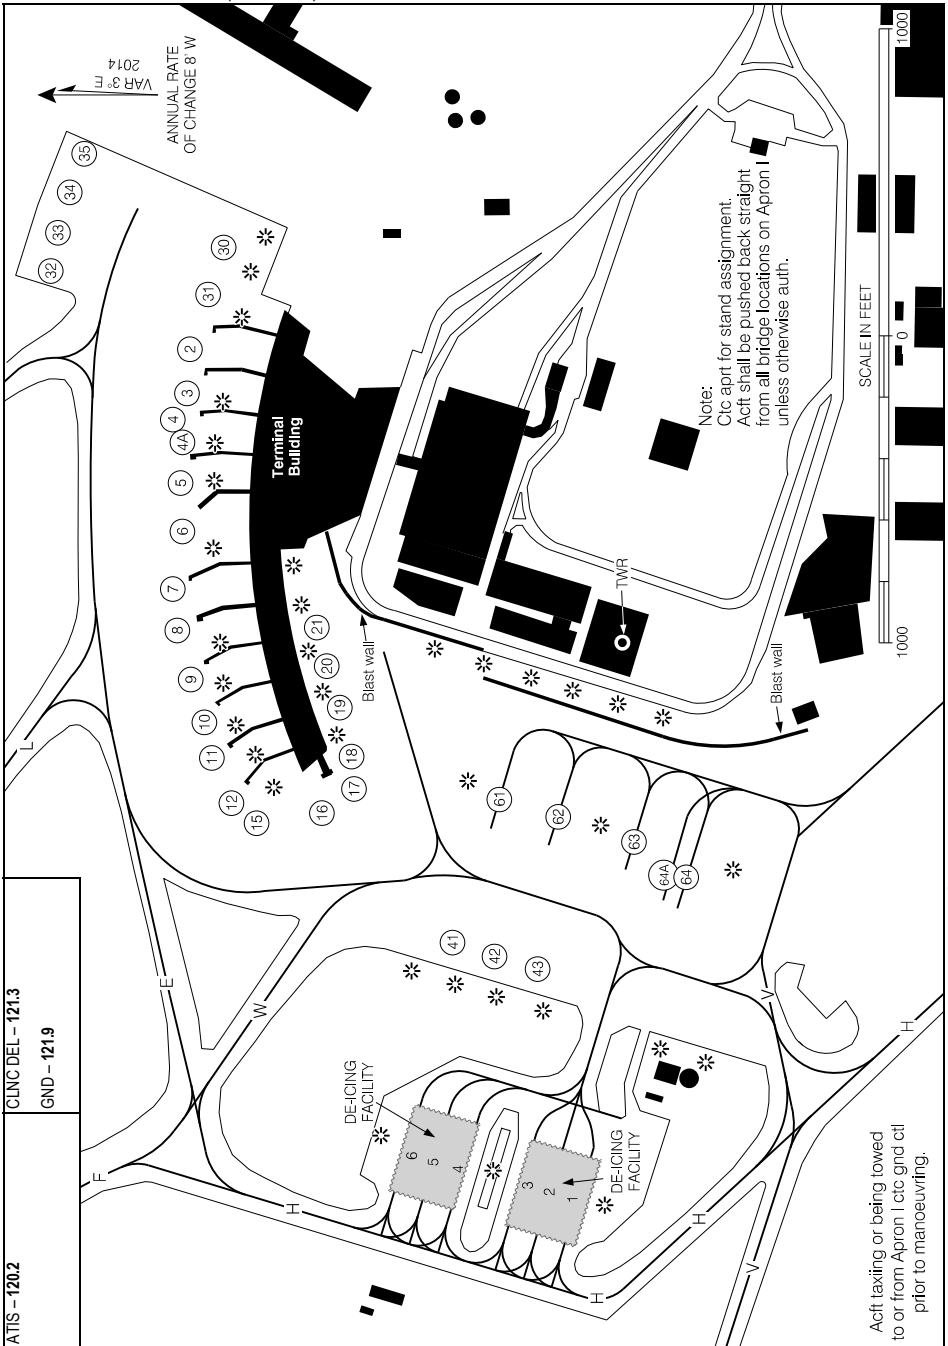 ATIS – 120.2
CLNC DEL – 121.3
GND – 121.9
VAR 3° E
2014
ANNUAL RATE
OF CHANGE 8' W
35
34
33
32
30
31
2
3
4
4A
5
6
7
8
9
10
11
12
15
16
17
18
19
20
21
Terminal
Building
Blast wall
TWR
Blast wall
Note:
Ctc aprt for stand assignment.
Acft shall be pushed back straight
from all bridge locations on Apron I
unless otherwise auth.
SCALE IN FEET
1000
0
1000
61
62
63
64A
64
41
42
43
DE-ICING
FACILITY
6
5
4
DE-ICING
FACILITY
3
2
1
L
E
W
F
H
H
H
H
V
V
Acft taxiing or being towed
to or from Apron I ctc gnd ctl
prior to manoeuvring.